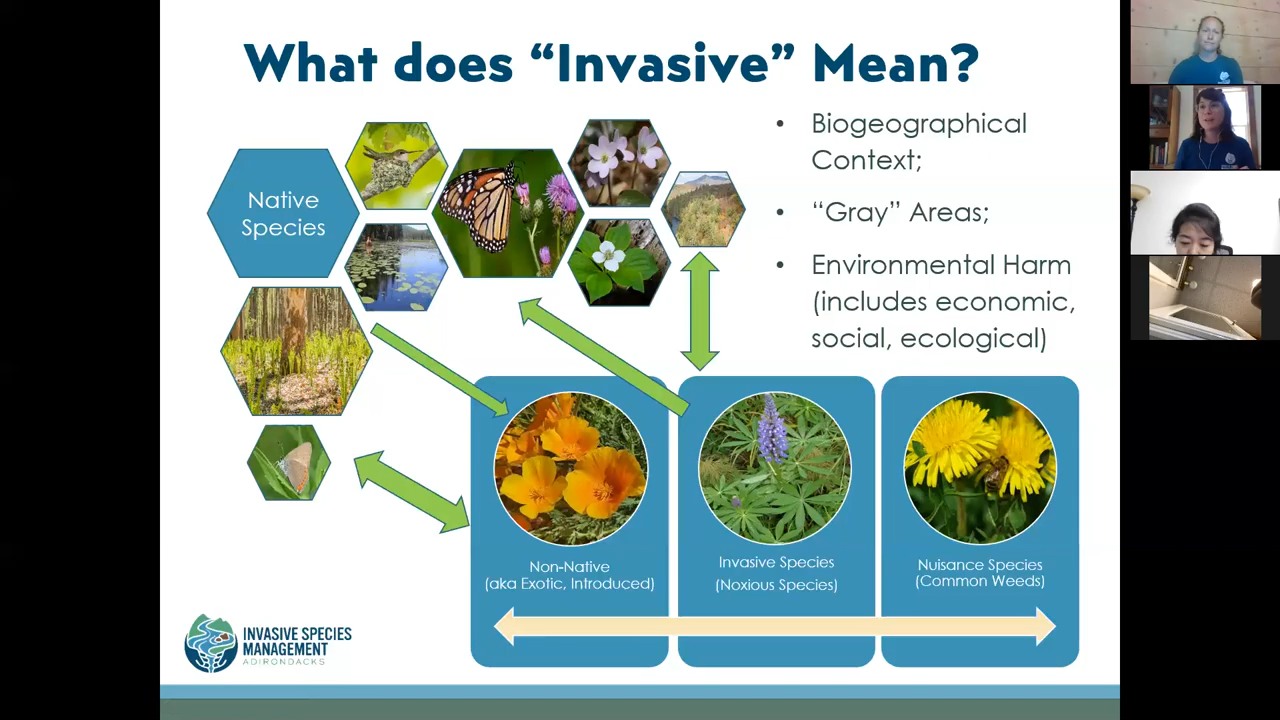 What does “Invasive” Mean?
Native
Species
• Biogeographical
Context;
• “Gray” Areas;
• Environmental Harm
(includes economic,
social, ecological)
Non-Native
(aka Exotic, Introduced)
Invasive Species
(Noxious Species)
Nuisance Species
(Common Weeds)
INVASIVE SPECIES
MANAGEMENT
ADIRONDACKS